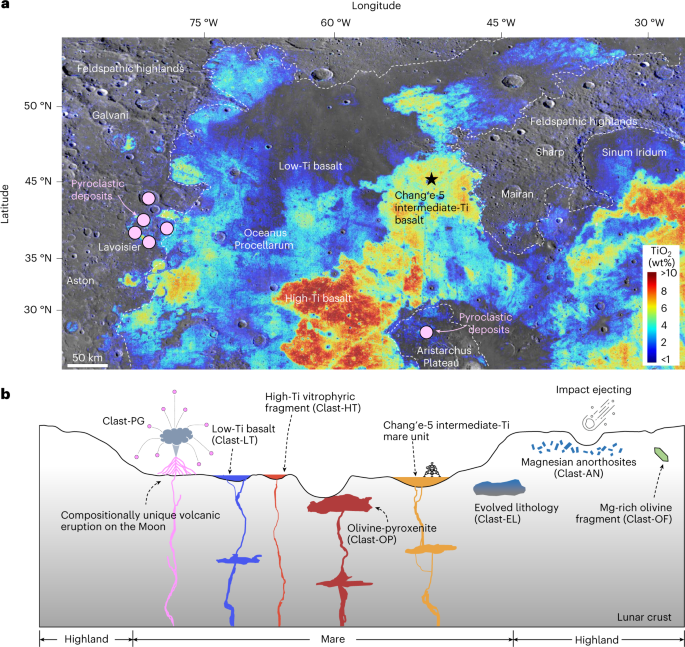 a
Longitude
75 °W
60 °W
45 °W
30 °W
Latitude
50 °N
45 °N
35 °N
30 °N
Feldspathic highlands
Galvani
Feldspathic highlands
Low-Ti basalt
Sharp
Sinum Iridum
Pyroclastic
deposits
Chang'e-5
intermediate-Ti
basalt
Mairan
Oceanus
Procellarum
Lavoisier
Aston
High-Ti basalt
Pyroclastic
deposits
Aristarchus
Plateau
TiO2
(wt%)
>10
8
6
4
2
<1
50 km
b
Clast-PG
High-Ti vitrophyric
fragment (Clast-HT)
Low-Ti basalt
(Clast-LT)
Chang'e-5 intermediate-Ti
mare unit
Impact ejecting
Magnesian anorthosites
(Clast-AN)
Compositionally unique volcanic
eruption on the Moon
Olivine-pyroxenite
(Clast-OP)
Evolved lithology
(Clast-EL)
Mg-rich olivine
fragment (Clast-OF)
Lunar crust
Highland
Mare
Highland